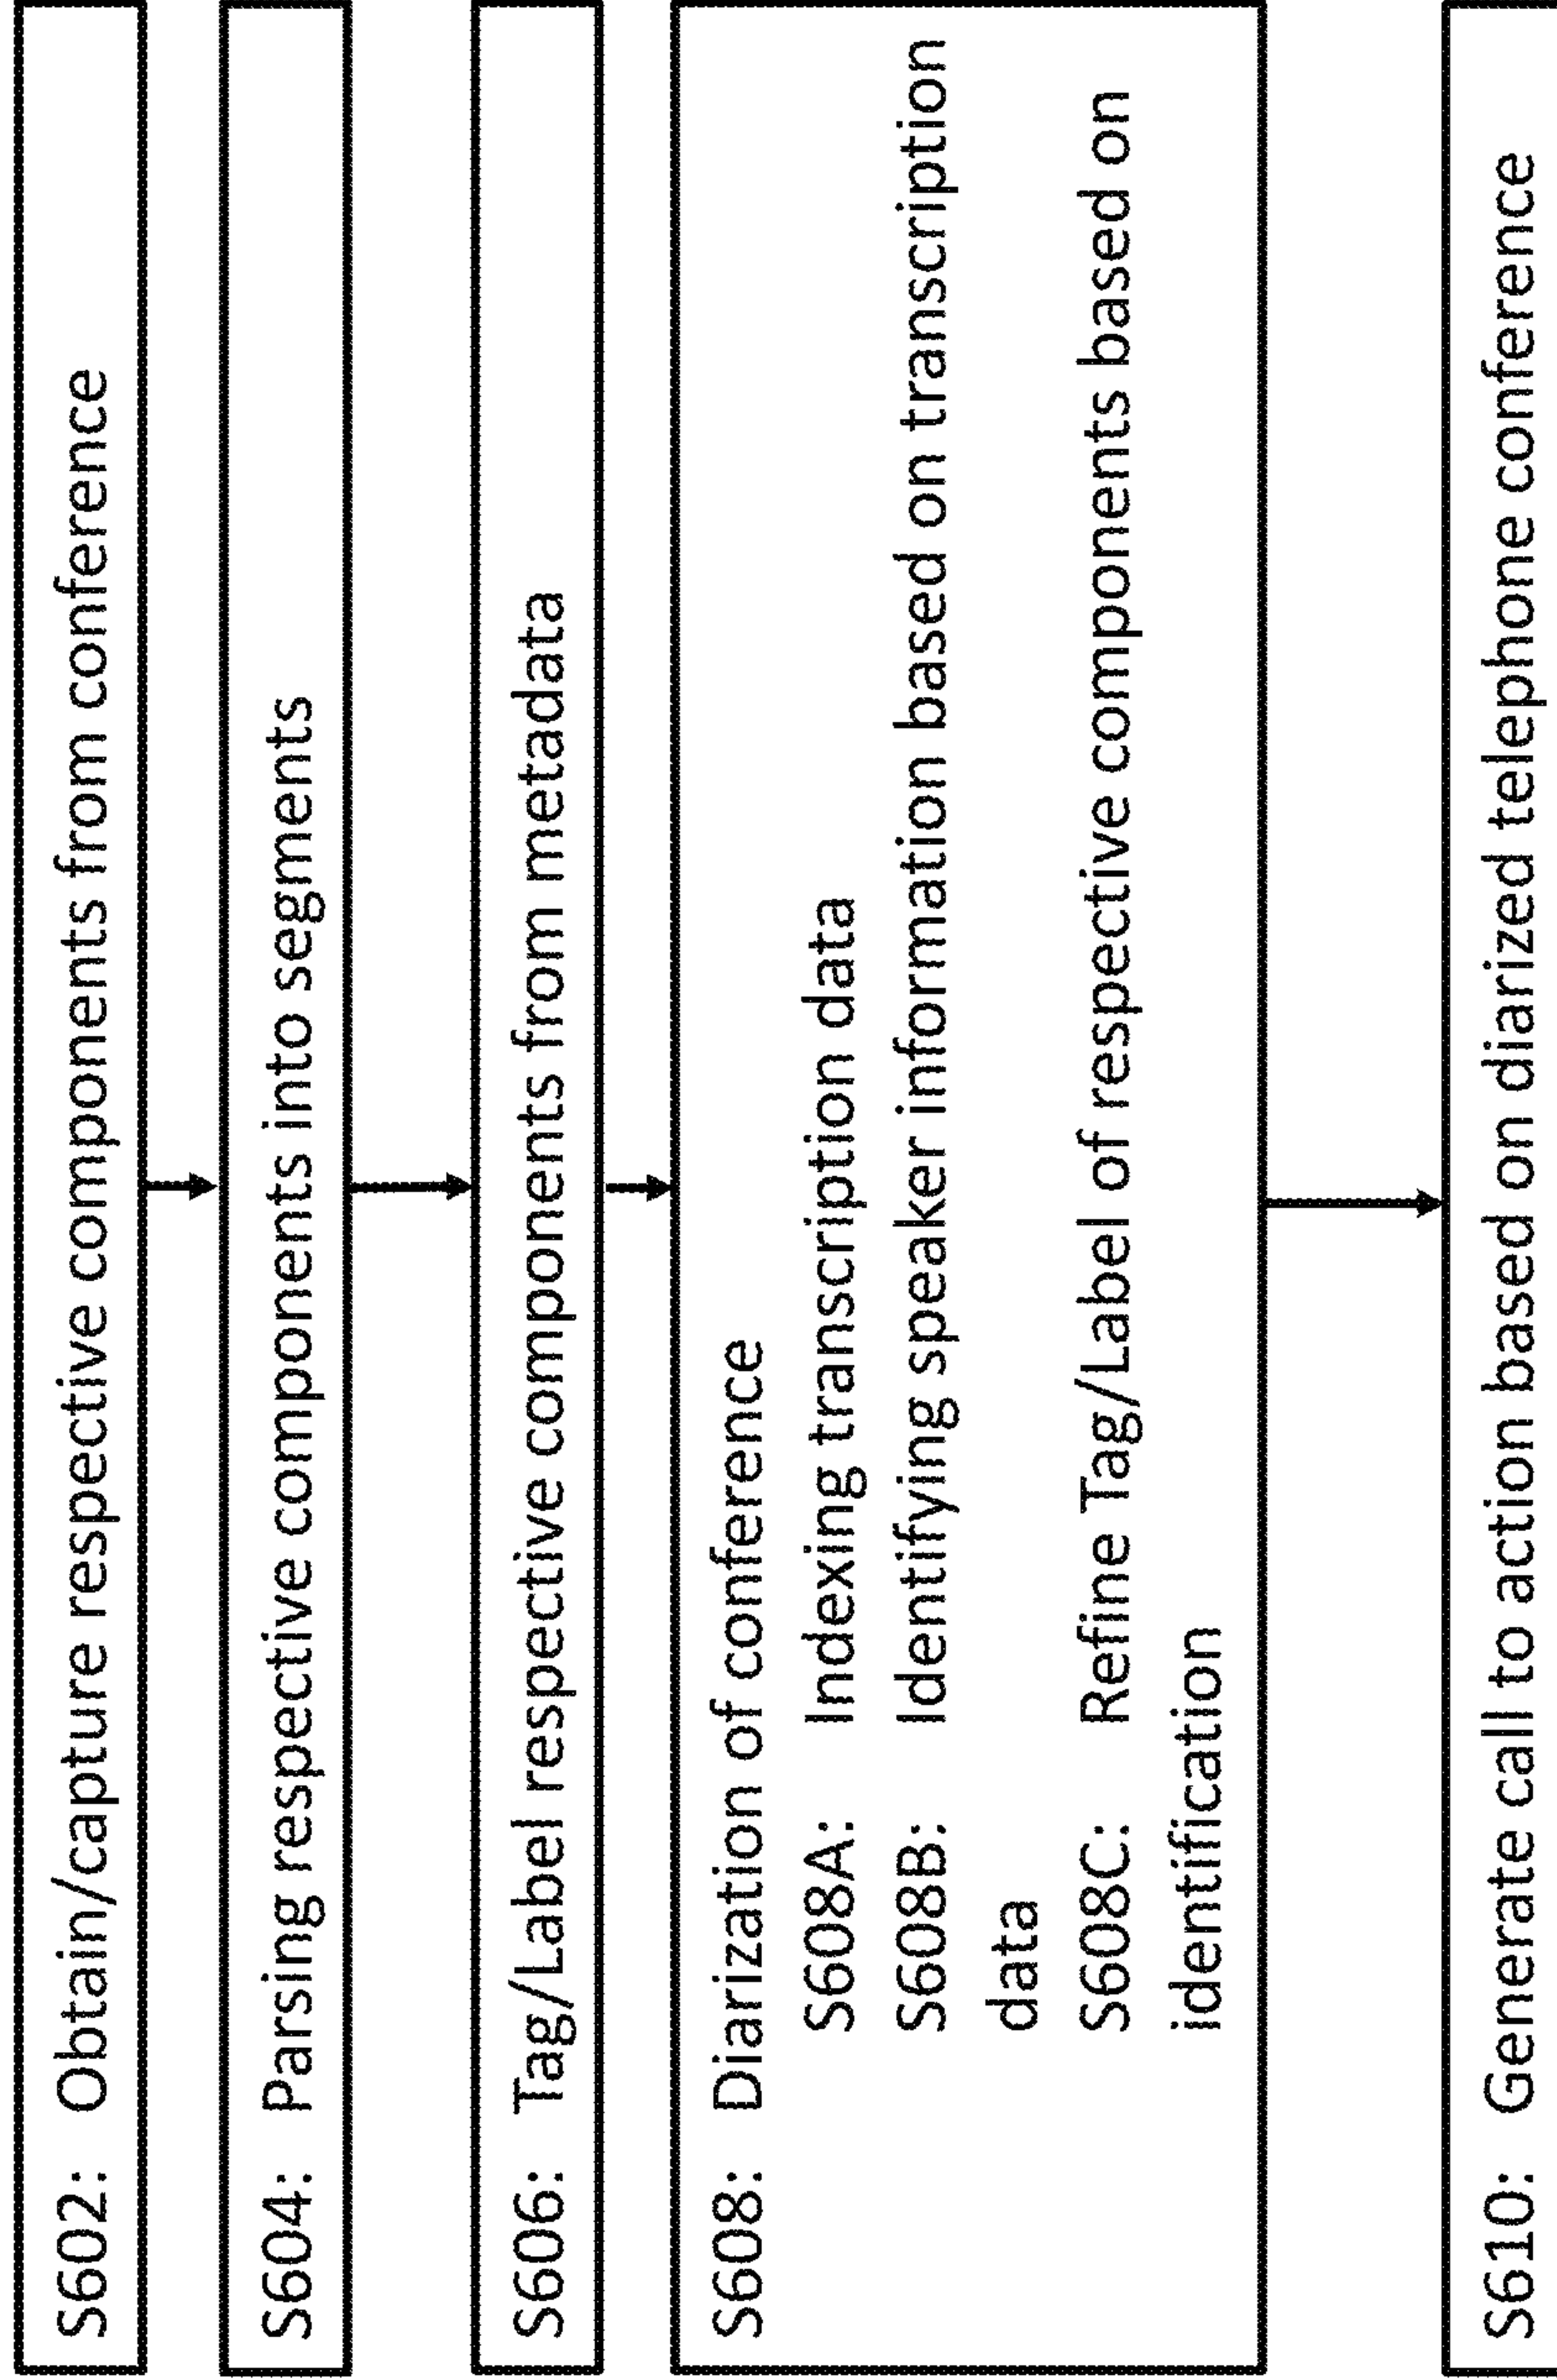 S602: Obtain/capture respective components from conference
S604: Parsing respective components into segments
S606: Tag/Label respective components from metadata
S608: Diarization of conference
S608A: Indexing transcription data
S608B: Identifying speaker information based on transcription
data
S608C: Refine Tag/Label of respective components based on
identification
S610: Generate call to action based on diarized telephone conference